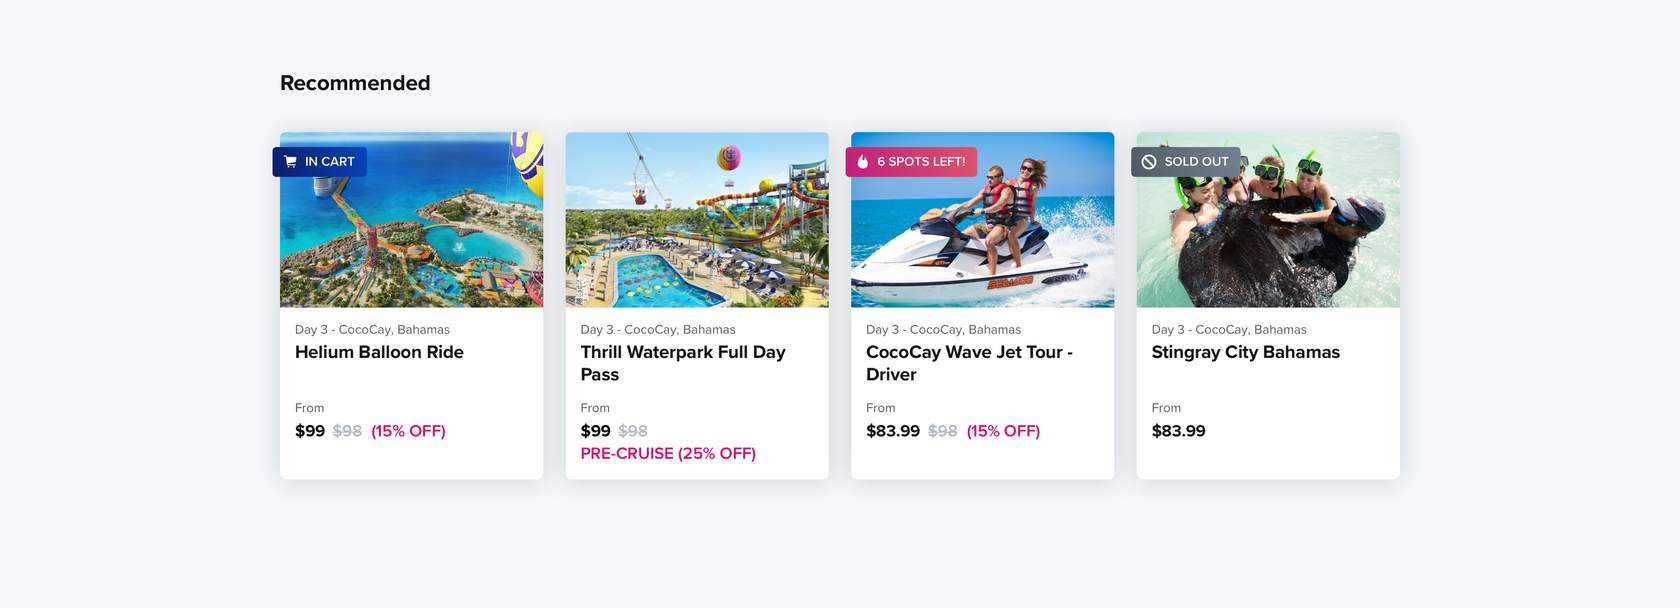 Recommended
IN CART
Day 3 - CocoCay, Bahamas
Helium Balloon Ride
From
$99 $98 (15% OFF)
Day 3 - CocoCay, Bahamas
Thrill Waterpark Full Day
Pass
From
$99 $98
PRE-CRUISE (25% OFF)
6 SPOTS LEFT!
SEADOO
Day 3 - CocoCay, Bahamas
CocoCay Wave Jet Tour -
Driver
From
$83.99 $98 (15% OFF)
SOLD OUT
Day 3 - CocoCay, Bahamas
Stingray City Bahamas
From
$83.99